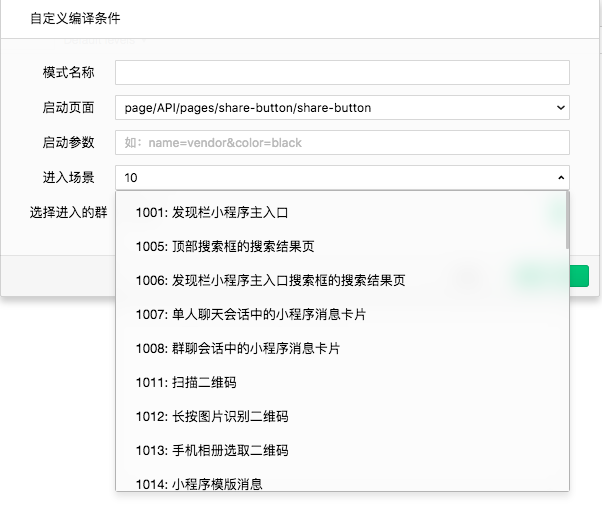 自定义编译条件
模式名称
启动页面 page/API/pages/share-button/share-button
启动参数 如：name=vendor&color=black
进入场景 10
选择进入的群
1001: 发现栏小程序主入口
1005: 顶部搜索框的搜索结果页
1006: 发现栏小程序主入口搜索框的搜索结果页
1007: 单人聊天会话中的小程序消息卡片
1008: 群聊会话中的小程序消息卡片
1011: 扫描二维码
1012: 长按图片识别二维码
1013: 手机相册选取二维码
1014: 小程序模版消息